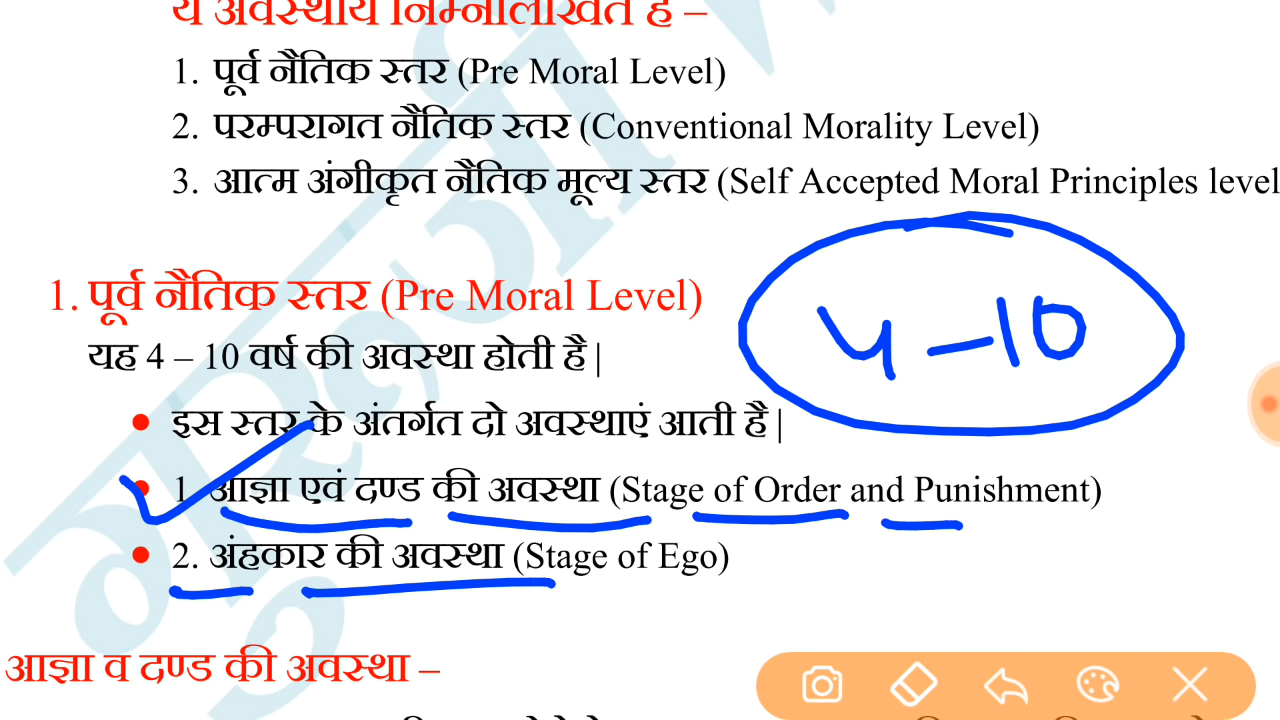 ये अवस्थायें निम्नलिखित हैं –
1. पूर्व नैतिक स्तर (Pre Moral Level)
2. परम्परागत नैतिक स्तर (Conventional Morality Level)
3. आत्म अंगीकृत नैतिक मूल्य स्तर (Self Accepted Moral Principles level
1. पूर्व नैतिक स्तर (Pre Moral Level)
4-10
यह 4 – 10 वर्ष की अवस्था होती है |
• इस स्तर के अंतर्गत दो अवस्थाएं आती है |
• 1. आज्ञा एवं दण्ड की अवस्था (Stage of Order and Punishment)
• 2. अंहकार की अवस्था (Stage of Ego)
आज्ञा व दण्ड की अवस्था –